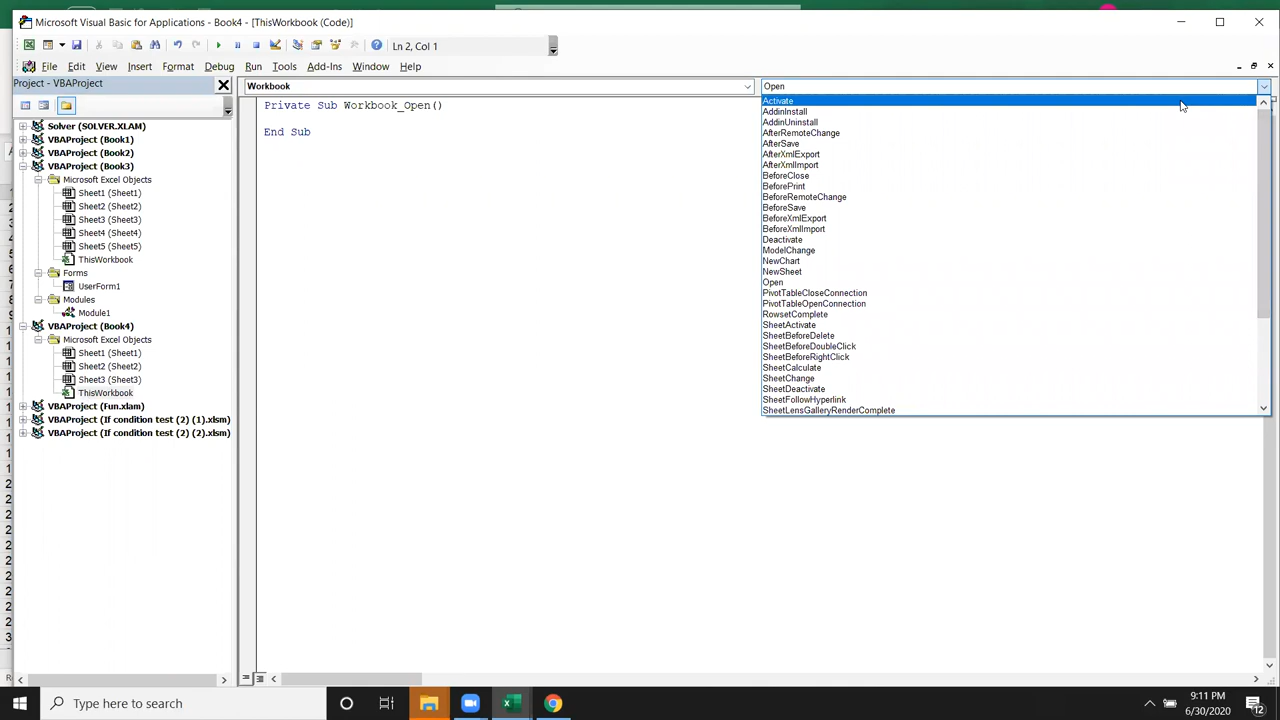 Microsoft Visual Basic for Applications - Book4 - [ThisWorkbook (Code)]
Ln 2, Col 1
File Edit View Insert Format Debug Run Tools Add-Ins Window Help
Project - VBAProject
Workbook
Open
Solver (SOLVER.XLAM)
VBAProject (Book1)
VBAProject (Book2)
VBAProject (Book3)
Microsoft Excel Objects
Sheet1 (Sheet1)
Sheet2 (Sheet2)
Sheet3 (Sheet3)
Sheet4 (Sheet4)
Sheet5 (Sheet5)
ThisWorkbook
Forms
UserForm1
Modules
Module1
VBAProject (Book4)
Microsoft Excel Objects
Sheet1 (Sheet1)
Sheet2 (Sheet2)
Sheet3 (Sheet3)
ThisWorkbook
VBAProject (Fun.xlam)
VBAProject (If condition test (2) (1).xlsm)
VBAProject (If condition test (2) (2).xlsm)
Private Sub Workbook_Open()
End Sub
Activate
AddinInstall
AddinUninstall
AfterRemoteChange
AfterSave
AfterXmlExport
AfterXmlImport
BeforeClose
BeforePrint
BeforeRemoteChange
BeforeSave
BeforeXmlExport
BeforeXmlImport
Deactivate
ModelChange
NewChart
NewSheet
Open
PivotTableCloseConnection
PivotTableOpenConnection
RowsetComplete
SheetActivate
SheetBeforeDelete
SheetBeforeDoubleClick
SheetBeforeRightClick
SheetCalculate
SheetChange
SheetDeactivate
SheetFollowHyperlink
SheetLensGalleryRenderComplete
Type here to search
9:11 PM
6/30/2020
12